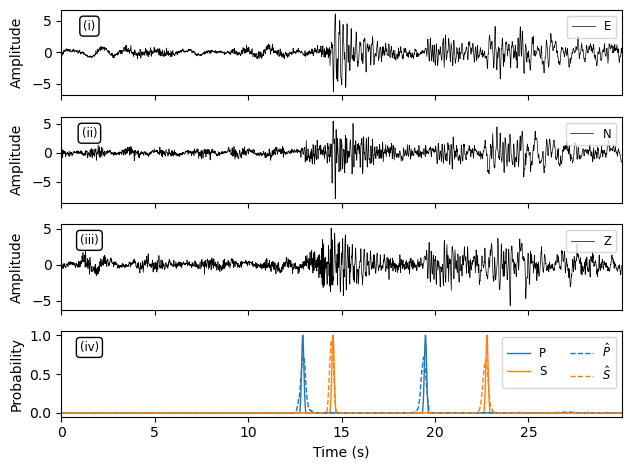 5
0
−5
Amplitude
(i)
E
5
0
−5
Amplitude
(ii)
N
5
0
−5
Amplitude
(iii)
Z
1.0
0.5
0.0
Probability
(iv)
P
S
P̂
Ŝ
0 5 10 15 20 25
Time (s)